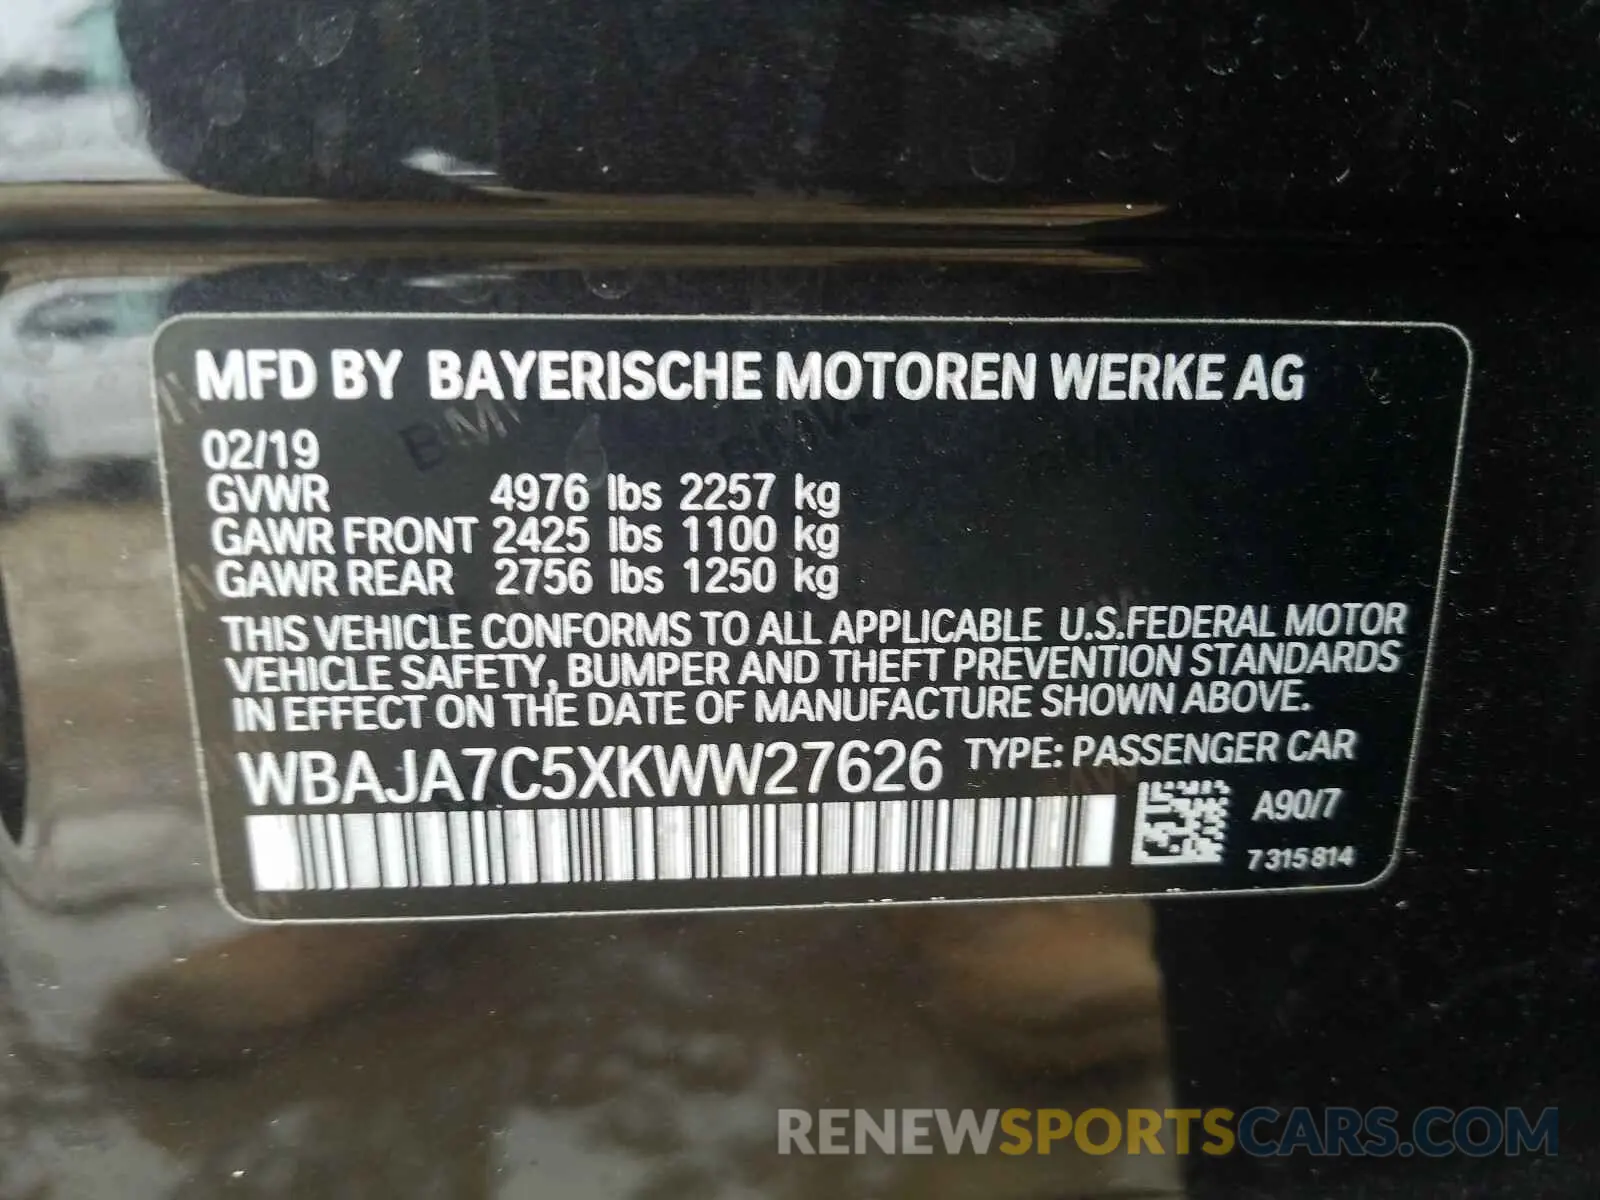 MFD BY BAYERISCHE MOTOREN WERKE AG
02/19
GVWR 4976 lbs 2257 kg
GAWR FRONT 2425 lbs 1100 kg
GAWR REAR 2756 lbs 1250 kg
THIS VEHICLE CONFORMS TO ALL APPLICABLE U.S.FEDERAL MOTOR
VEHICLE SAFETY, BUMPER AND THEFT PREVENTION STANDARDS
IN EFFECT ON THE DATE OF MANUFACTURE SHOWN ABOVE.
WBAJA7C5XKWW27626 TYPE: PASSENGER CAR
A90/7
7315814
RENEWSPORTSCARS.COM